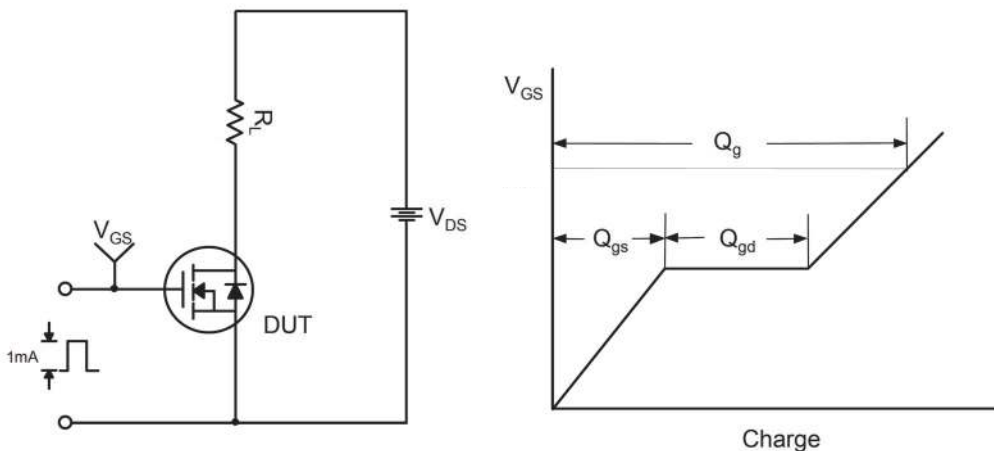 R_L
V_DS
V_GS
DUT
1mA
V_GS
Q_g
Q_gs
Q_gd
Charge